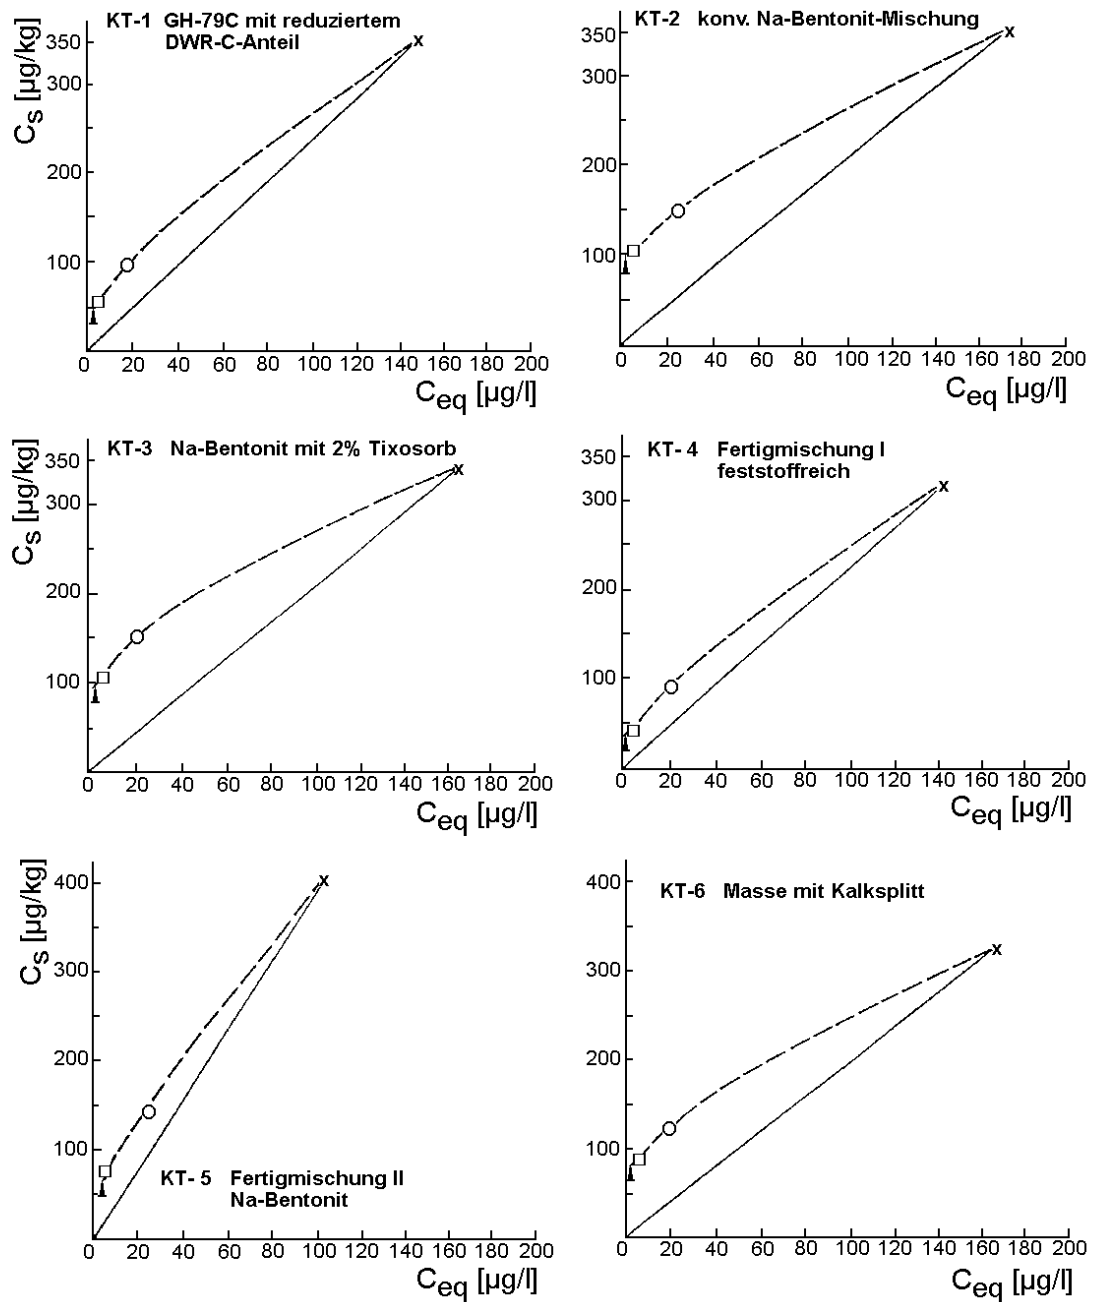 KT-1 GH-79C mit reduziertem
DWR-C-Anteil
350
300
200
100
Cs [µg/kg]
0 20 40 60 80 100 120 140 160 180 200
Ceq [µg/l]
KT-2 konv. Na-Bentonit-Mischung
350
300
200
100
0 20 40 60 80 100 120 140 160 180 200
Ceq [µg/l]
KT-3 Na-Bentonit mit 2% Tixosorb
350
300
200
100
Cs [µg/kg]
0 20 40 60 80 100 120 140 160 180 200
Ceq [µg/l]
KT- 4 Fertigmischung I
feststoffreich
350
300
200
100
0 20 40 60 80 100 120 140 160 180 200
Ceq [µg/l]
400
300
200
100
Cs [µg/kg]
KT- 5 Fertigmischung II
Na-Bentonit
0 20 40 60 80 100 120 140 160 180 200
Ceq [µg/l]
400
KT-6 Masse mit Kalksplitt
300
200
100
0 20 40 60 80 100 120 140 160 180 200
Ceq [µg/l]